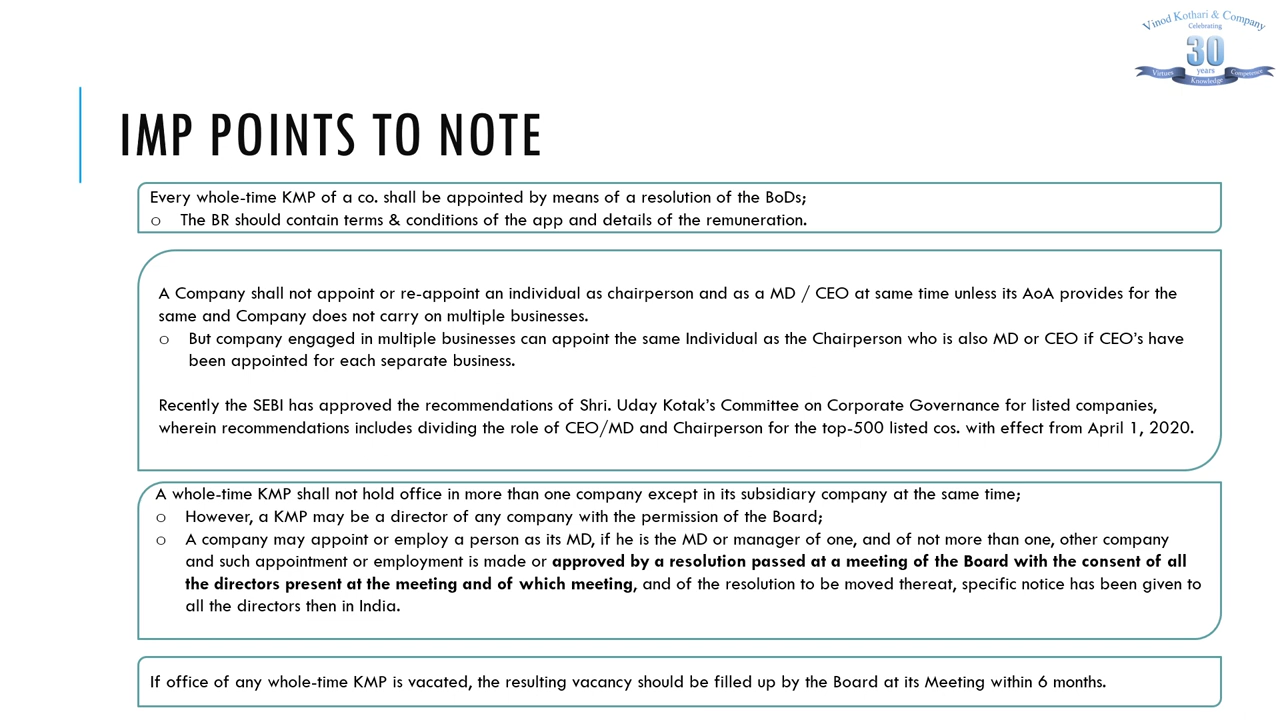 Vinod Kothari & Company
Celebrating
30
years
Virtues
Knowledge
Competence
IMP POINTS TO NOTE
Every whole-time KMP of a co. shall be appointed by means of a resolution of the BoDs;
o The BR should contain terms & conditions of the app and details of the remuneration.
A Company shall not appoint or re-appoint an individual as chairperson and as a MD / CEO at same time unless its AoA provides for the
same and Company does not carry on multiple businesses.
o But company engaged in multiple businesses can appoint the same Individual as the Chairperson who is also MD or CEO if CEO's have
been appointed for each separate business.
Recently the SEBI has approved the recommendations of Shri. Uday Kotak's Committee on Corporate Governance for listed companies,
wherein recommendations includes dividing the role of CEO/MD and Chairperson for the top-500 listed cos. with effect from April 1, 2020.
A whole-time KMP shall not hold office in more than one company except in its subsidiary company at the same time;
o However, a KMP may be a director of any company with the permission of the Board;
o A company may appoint or employ a person as its MD, if he is the MD or manager of one, and of not more than one, other company
and such appointment or employment is made or approved by a resolution passed at a meeting of the Board with the consent of all
the directors present at the meeting and of which meeting, and of the resolution to be moved thereat, specific notice has been given to
all the directors then in India.
If office of any whole-time KMP is vacated, the resulting vacancy should be filled up by the Board at its Meeting within 6 months.